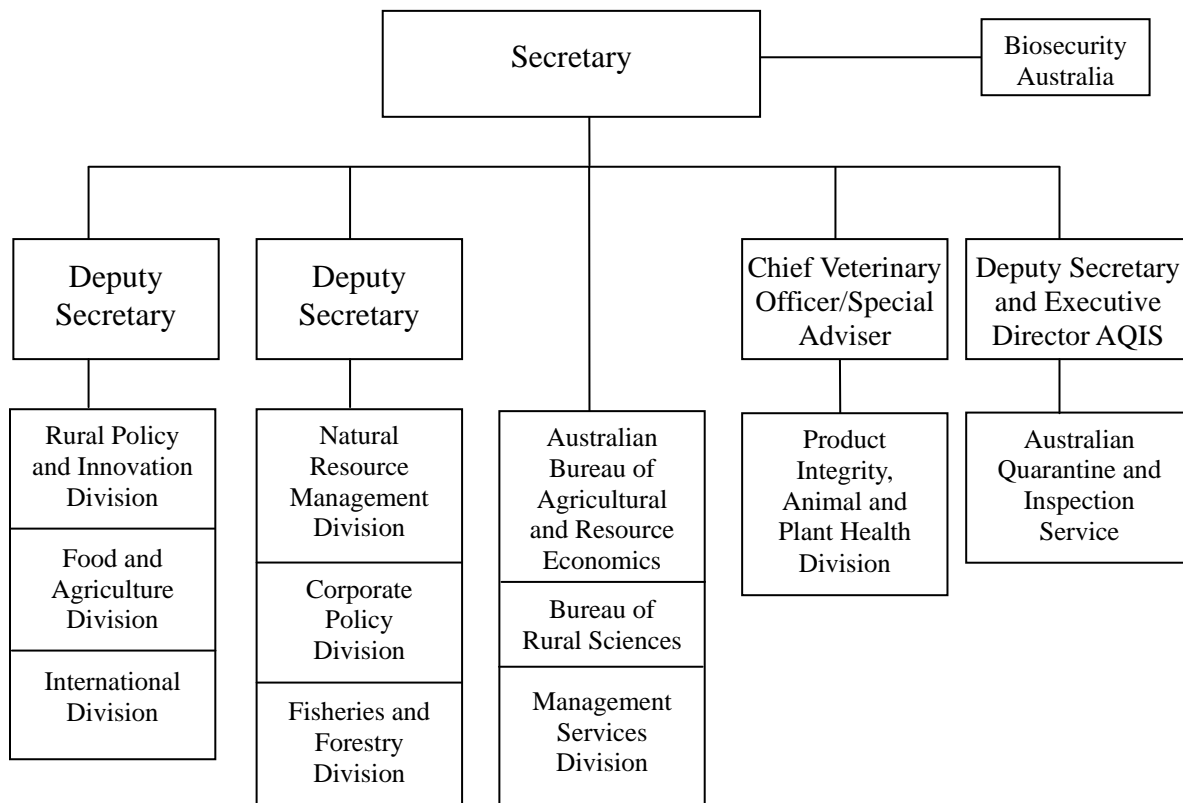 Secretary
Biosecurity
Australia
Deputy
Secretary
Deputy
Secretary
Chief Veterinary
Officer/Special
Adviser
Deputy Secretary
and Executive
Director AQIS
Rural Policy
and Innovation
Division
Food and
Agriculture
Division
International
Division
Natural
Resource
Management
Division
Corporate
Policy
Division
Fisheries and
Forestry
Division
Australian
Bureau of
Agricultural
and Resource
Economics
Bureau of
Rural Sciences
Management
Services
Division
Product
Integrity,
Animal and
Plant Health
Division
Australian
Quarantine and
Inspection
Service